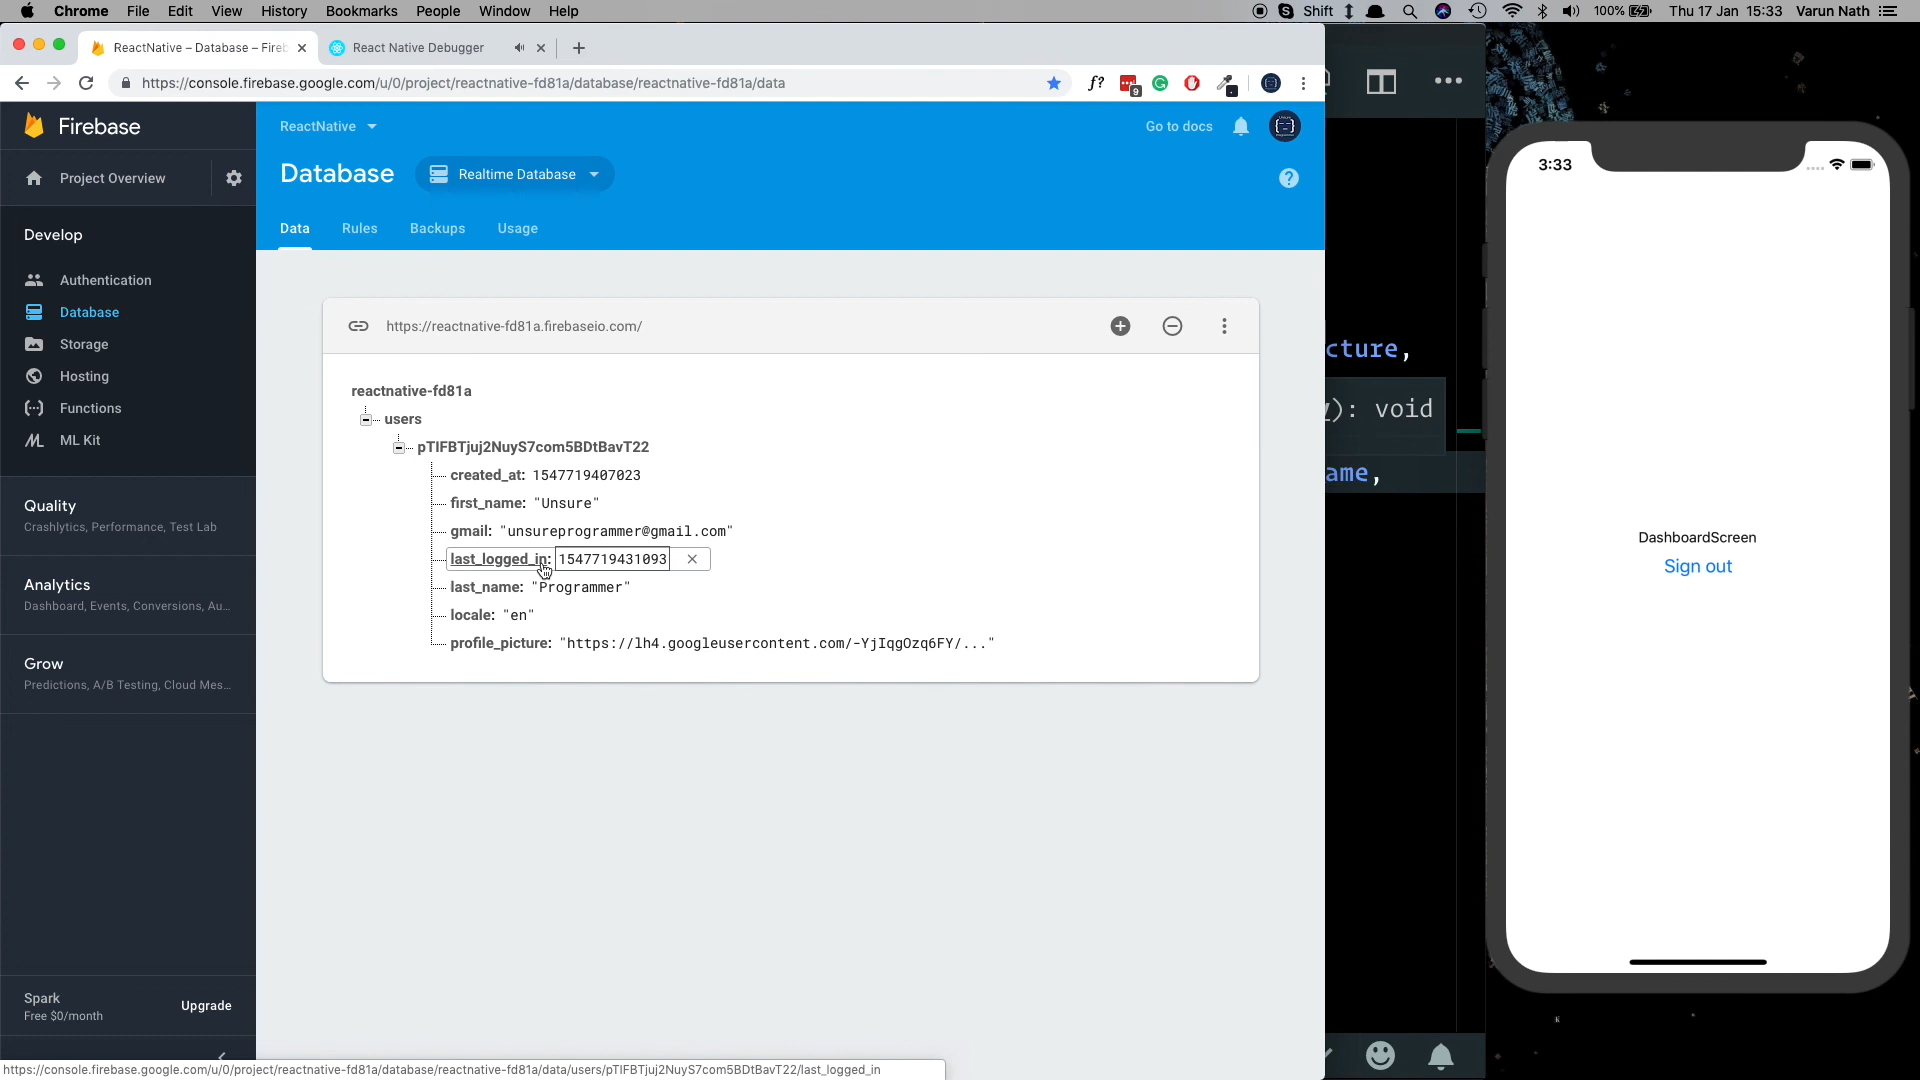 Chrome File Edit View History Bookmarks People Window Help Shift 100% Thu 17 Jan 15:33 Varun Nath
ReactNative – Database – Fireb React Native Debugger
https://console.firebase.google.com/u/0/project/reactnative-fd81a/database/reactnative-fd81a/data f? 9
Firebase
Project Overview
Develop
Authentication
Database
Storage
Hosting
Functions
ML Kit
Quality
Crashlytics, Performance, Test Lab
Analytics
Dashboard, Events, Conversions, Au...
Grow
Predictions, A/B Testing, Cloud Mes...
Spark
Free $0/month
Upgrade
ReactNative
Go to docs
Database Realtime Database
Data Rules Backups Usage
https://reactnative-fd81a.firebaseio.com/
reactnative-fd81a
users
pTIFBTjuj2NuyS7com5BDtBavT22
created_at: 1547719407023
first_name: "Unsure"
gmail: "unsureprogrammer@gmail.com"
last_logged_in: 1547719431093
last_name: "Programmer"
locale: "en"
profile_picture: "https://lh4.googleusercontent.com/-YjIqgOzq6FY/..."
https://console.firebase.google.com/u/0/project/reactnative-fd81a/database/reactnative-fd81a/data/users/pTIFBTjuj2NuyS7com5BDtBavT22/last_logged_in
cture,
): void
ame,
3:33
DashboardScreen
Sign out